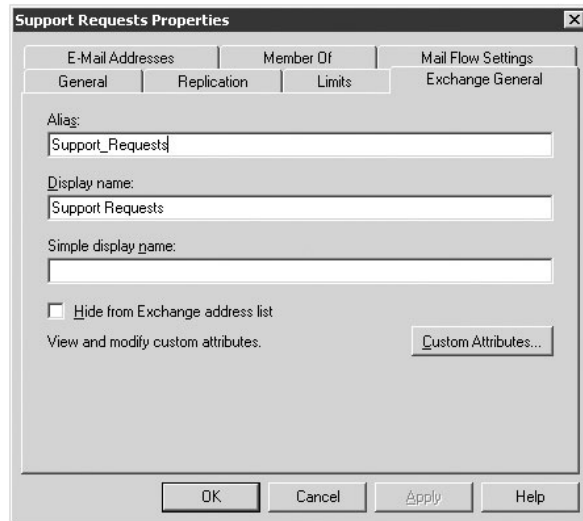 Support Requests Properties
E-Mail Addresses Member Of Mail Flow Settings
General Replication Limits Exchange General
Alias:
Support_Requests
Display name:
Support Requests
Simple display name:
Hide from Exchange address list
View and modify custom attributes. Custom Attributes...
OK Cancel Apply Help